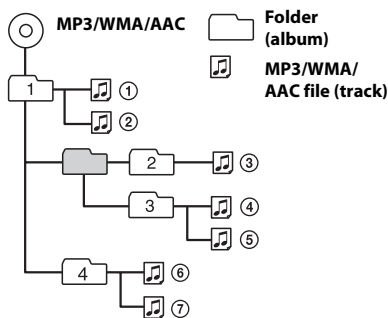 MP3/WMA/AAC
Folder
(album)
MP3/WMA/
AAC file (track)
1
①
②
2
③
3
④
⑤
4
⑥
⑦